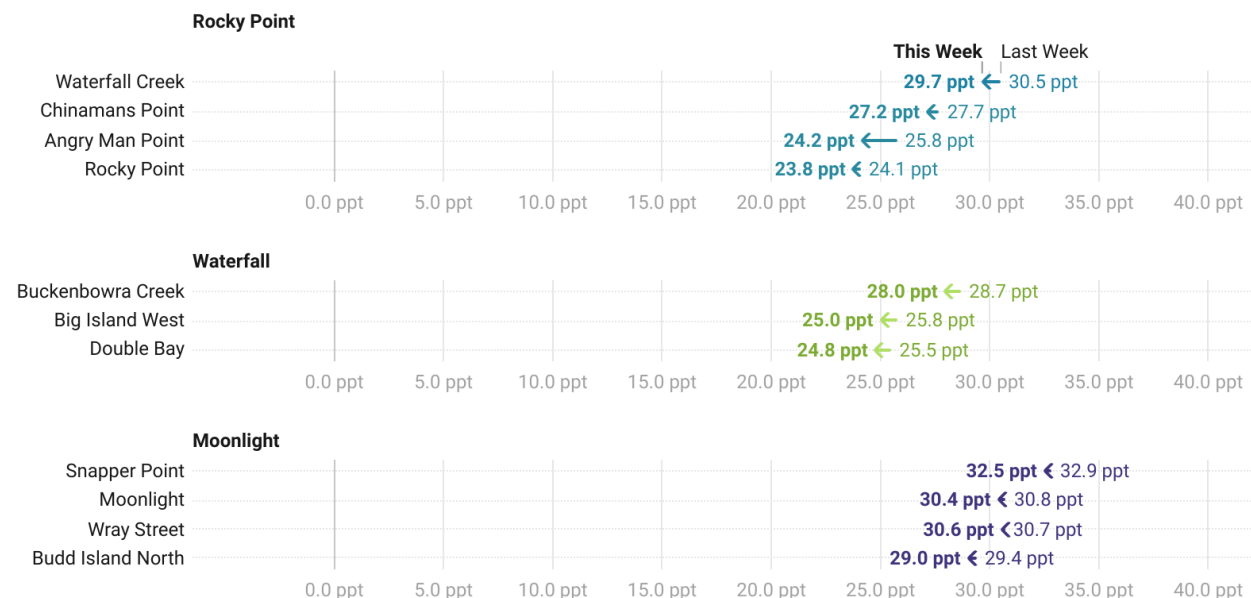 Rocky Point
This Week Last Week
Waterfall Creek 29.7 ppt 30.5 ppt
Chinamans Point 27.2 ppt 27.7 ppt
Angry Man Point 24.2 ppt 25.8 ppt
Rocky Point 23.8 ppt 24.1 ppt
0.0 ppt 5.0 ppt 10.0 ppt 15.0 ppt 20.0 ppt 25.0 ppt 30.0 ppt 35.0 ppt 40.0 ppt
Waterfall
Buckenbowra Creek 28.0 ppt 28.7 ppt
Big Island West 25.0 ppt 25.8 ppt
Double Bay 24.8 ppt 25.5 ppt
0.0 ppt 5.0 ppt 10.0 ppt 15.0 ppt 20.0 ppt 25.0 ppt 30.0 ppt 35.0 ppt 40.0 ppt
Moonlight
Snapper Point 32.5 ppt 32.9 ppt
Moonlight 30.4 ppt 30.8 ppt
Wray Street 30.6 ppt 30.7 ppt
Budd Island North 29.0 ppt 29.4 ppt
0.0 ppt 5.0 ppt 10.0 ppt 15.0 ppt 20.0 ppt 25.0 ppt 30.0 ppt 35.0 ppt 40.0 ppt